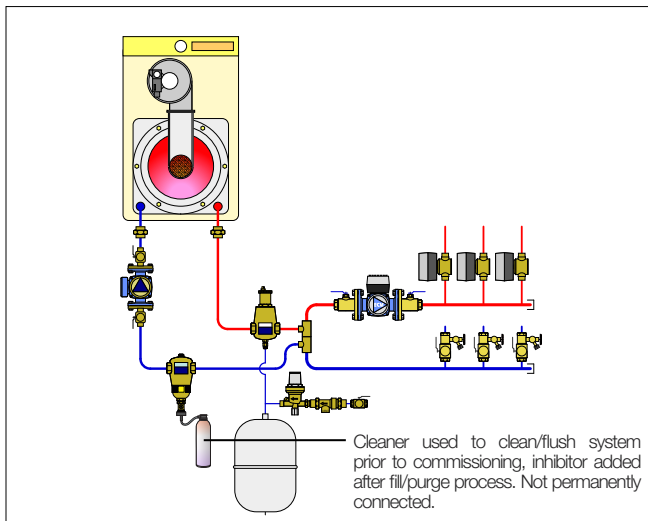 Cleaner used to clean/flush system
prior to commissioning, inhibitor added
after fill/purge process. Not permanently
connected.